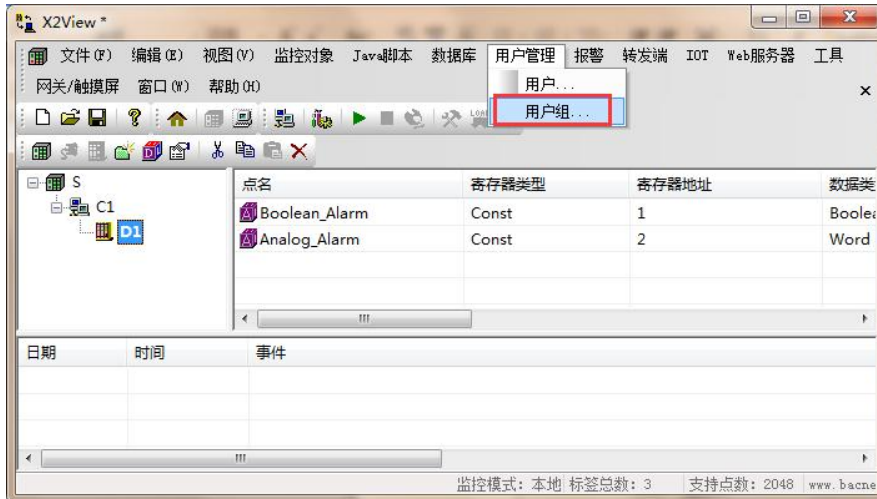 X2View *
文件(F) 编辑(E) 视图(V) 监控对象 Java脚本 数据库 用户管理 报警 转发端 IOT Web服务器 工具
用户...
网关/触摸屏 窗口(W) 帮助(H)
用户组...
S
点名 寄存器类型 寄存器地址 数据类
C1
Boolean_Alarm Const 1 Boolea
D1
Analog_Alarm Const 2 Word
日期 时间 事件
监控模式: 本地 标签总数: 3 支持点数: 2048 www.bacne